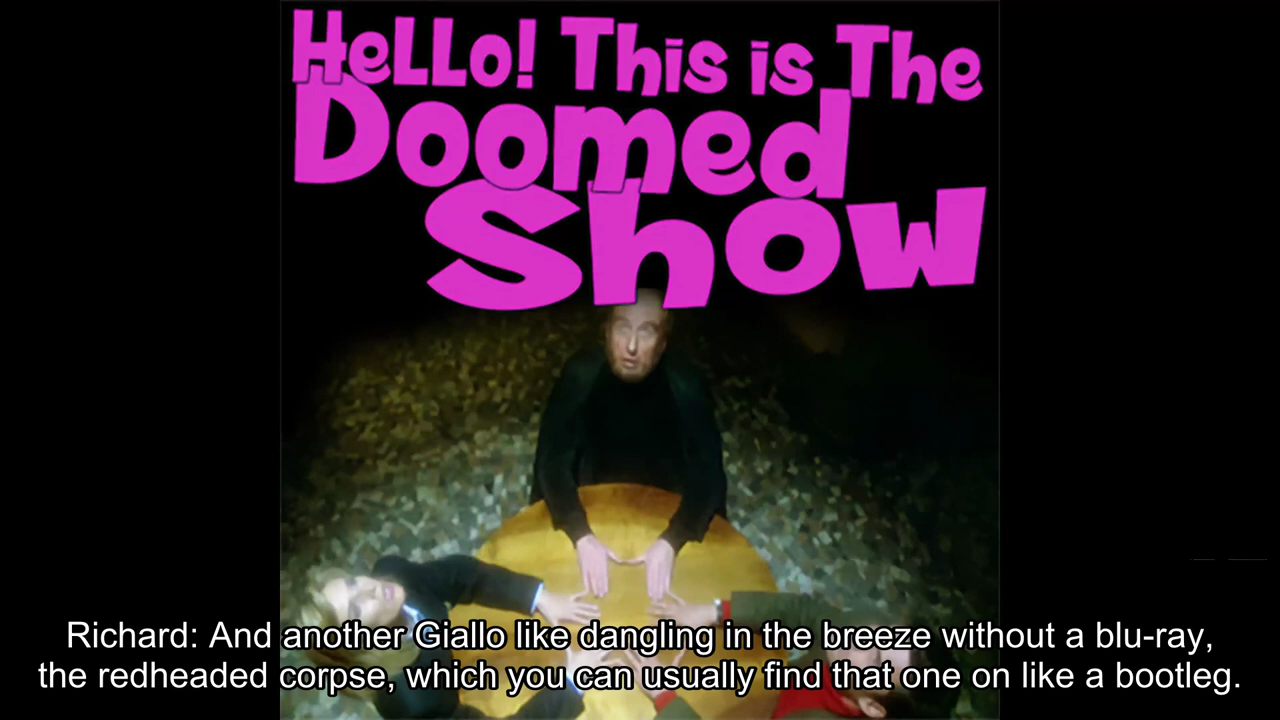 HeLLo! This is The
Doomed
Show
Richard: And another Giallo like dangling in the breeze without a blu-ray,
the redheaded corpse, which you can usually find that one on like a bootleg.